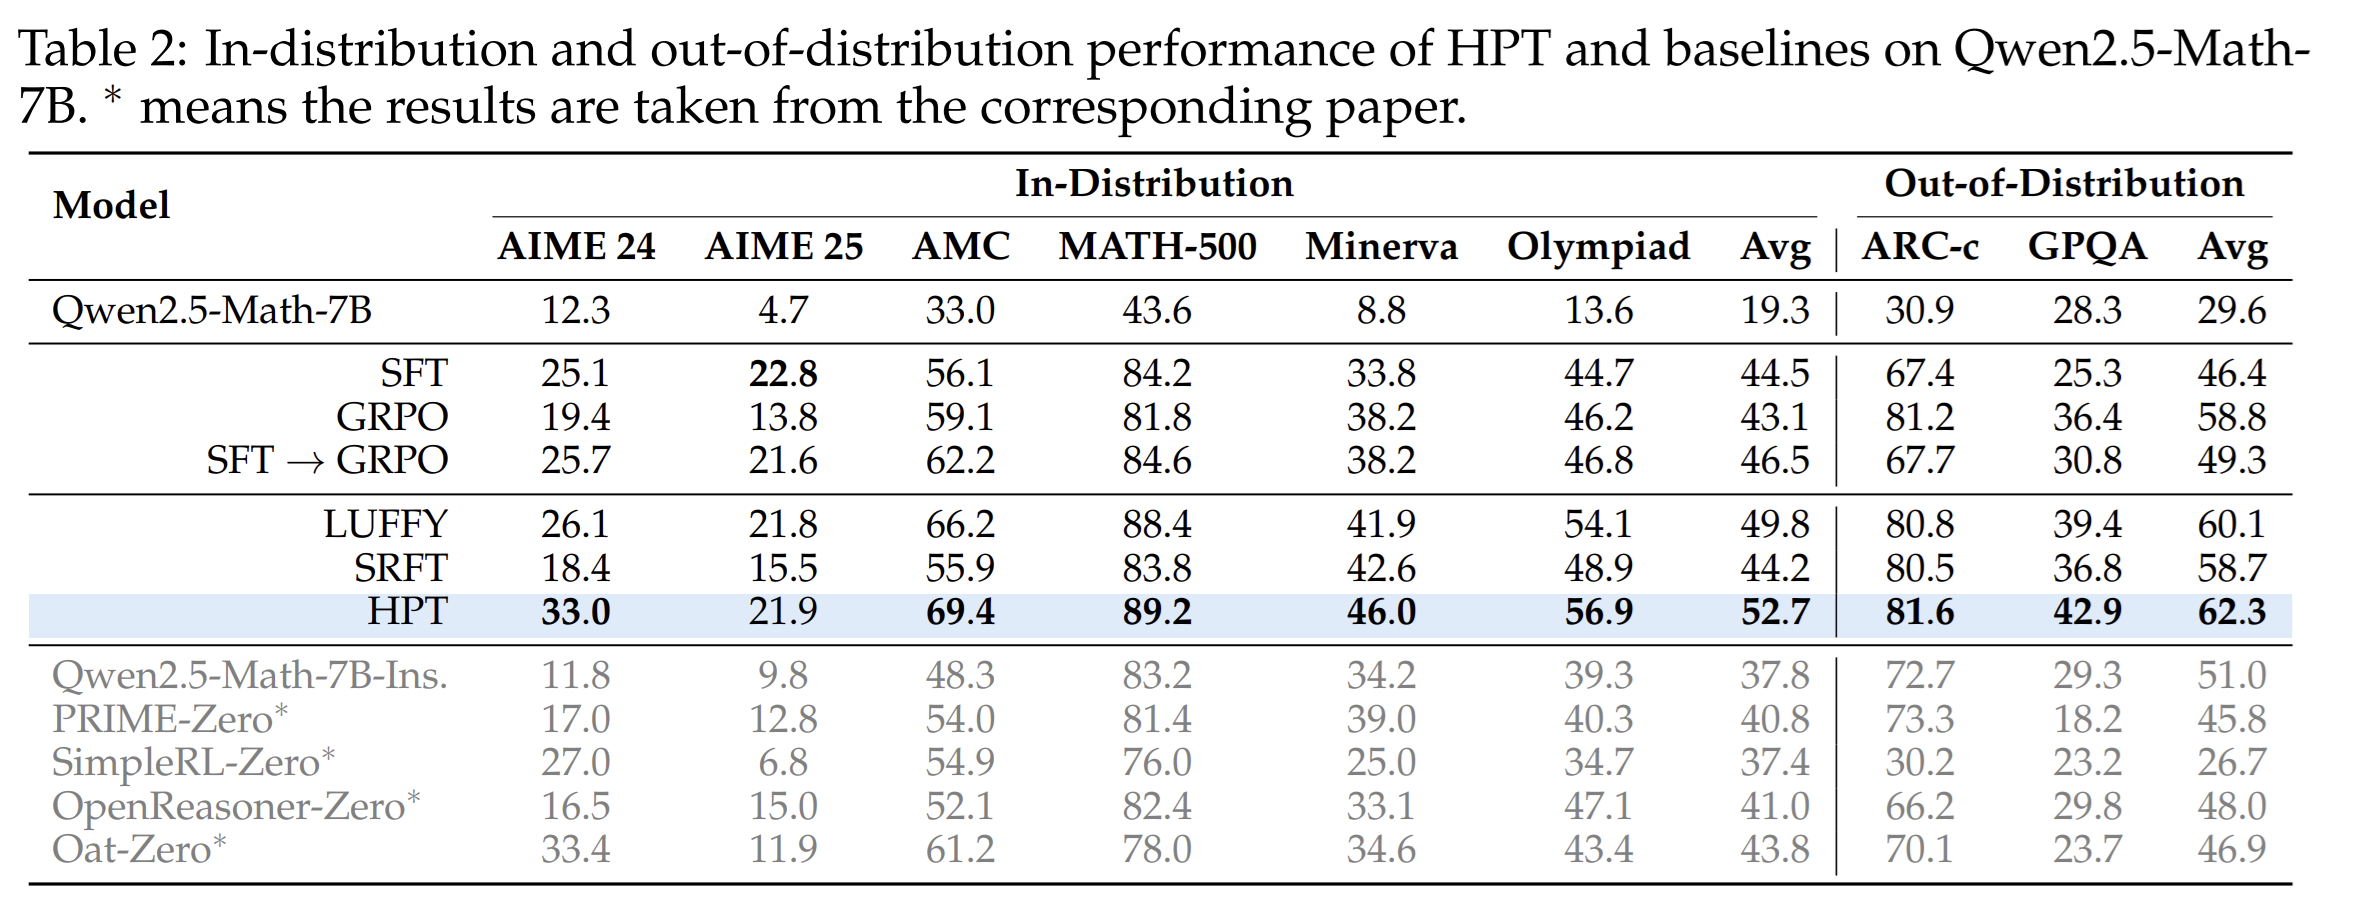 Table 2: In-distribution and out-of-distribution performance of HPT and baselines on Qwen2.5-Math-
7B. * means the results are taken from the corresponding paper.
Model In-Distribution Out-of-Distribution
AIME 24 AIME 25 AMC MATH-500 Minerva Olympiad Avg ARC-c GPQA Avg
Qwen2.5-Math-7B 12.3 4.7 33.0 43.6 8.8 13.6 19.3 30.9 28.3 29.6
SFT 25.1 22.8 56.1 84.2 33.8 44.7 44.5 67.4 25.3 46.4
GRPO 19.4 13.8 59.1 81.8 38.2 46.2 43.1 81.2 36.4 58.8
SFT → GRPO 25.7 21.6 62.2 84.6 38.2 46.8 46.5 67.7 30.8 49.3
LUFFY 26.1 21.8 66.2 88.4 41.9 54.1 49.8 80.8 39.4 60.1
SRFT 18.4 15.5 55.9 83.8 42.6 48.9 44.2 80.5 36.8 58.7
HPT 33.0 21.9 69.4 89.2 46.0 56.9 52.7 81.6 42.9 62.3
Qwen2.5-Math-7B-Ins. 11.8 9.8 48.3 83.2 34.2 39.3 37.8 72.7 29.3 51.0
PRIME-Zero* 17.0 12.8 54.0 81.4 39.0 40.3 40.8 73.3 18.2 45.8
SimpleRL-Zero* 27.0 6.8 54.9 76.0 25.0 34.7 37.4 30.2 23.2 26.7
OpenReasoner-Zero* 16.5 15.0 52.1 82.4 33.1 47.1 41.0 66.2 29.8 48.0
Oat-Zero* 33.4 11.9 61.2 78.0 34.6 43.4 43.8 70.1 23.7 46.9